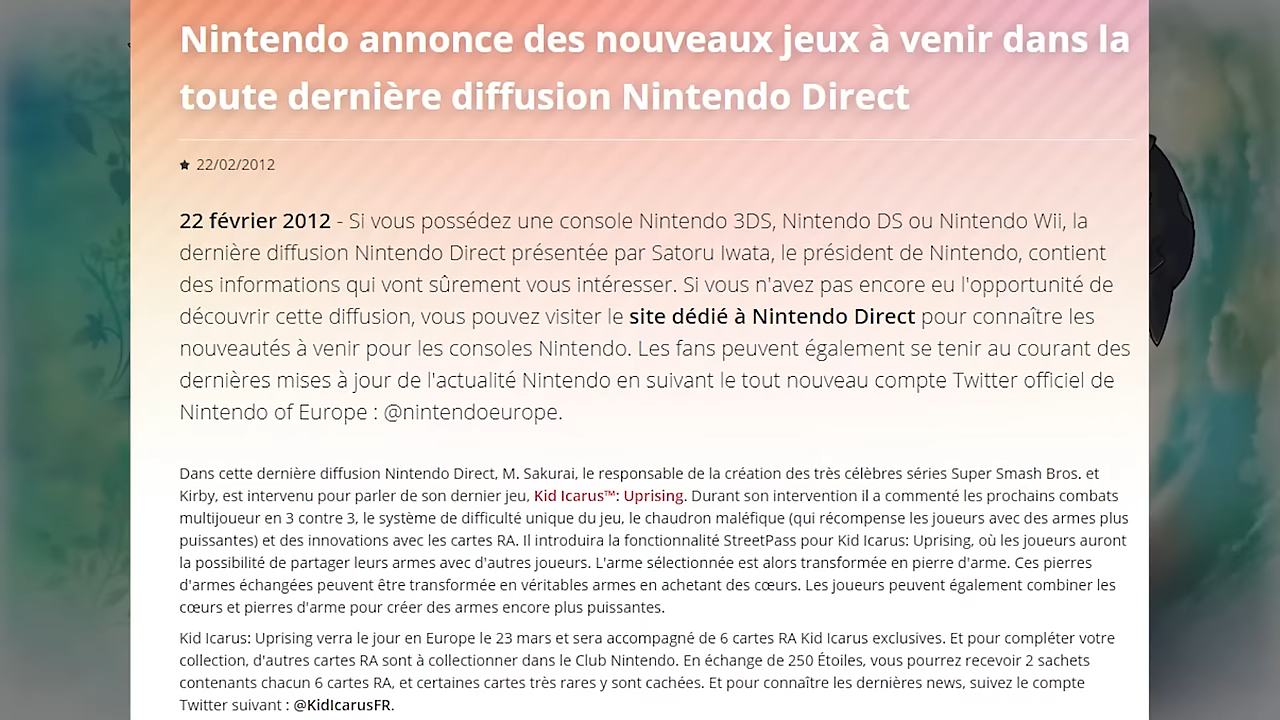 Nintendo annonce des nouveaux jeux à venir dans la
toute dernière diffusion Nintendo Direct
22/02/2012
22 février 2012 - Si vous possédez une console Nintendo 3DS, Nintendo DS ou Nintendo Wii, la
dernière diffusion Nintendo Direct présentée par Satoru Iwata, le président de Nintendo, contient
des informations qui vont sûrement vous intéresser. Si vous n'avez pas encore eu l'opportunité de
découvrir cette diffusion, vous pouvez visiter le site dédié à Nintendo Direct pour connaître les
nouveautés à venir pour les consoles Nintendo. Les fans peuvent également se tenir au courant des
dernières mises à jour de l'actualité Nintendo en suivant le tout nouveau compte Twitter officiel de
Nintendo of Europe : @nintendoeurope.
Dans cette dernière diffusion Nintendo Direct, M. Sakurai, le responsable de la création des très célèbres séries Super Smash Bros. et
Kirby, est intervenu pour parler de son dernier jeu, Kid Icarus™: Uprising. Durant son intervention il a commenté les prochains combats
multijoueur en 3 contre 3, le système de difficulté unique du jeu, le chaudron maléfique (qui récompense les joueurs avec des armes plus
puissantes) et des innovations avec les cartes RA. Il introduira la fonctionnalité StreetPass pour Kid Icarus: Uprising, où les joueurs auront
la possibilité de partager leurs armes avec d'autres joueurs. L'arme sélectionnée est alors transformée en pierre d'arme. Ces pierres
d'armes échangées peuvent être transformée en véritables armes en achetant des cœurs. Les joueurs peuvent également combiner les
cœurs et pierres d'arme pour créer des armes encore plus puissantes.
Kid Icarus: Uprising verra le jour en Europe le 23 mars et sera accompagné de 6 cartes RA Kid Icarus exclusives. Et pour compléter votre
collection, d'autres cartes RA sont à collectionner dans le Club Nintendo. En échange de 250 Étoiles, vous pourrez recevoir 2 sachets
contenants chacun 6 cartes RA, et certaines cartes très rares y sont cachées. Et pour connaître les dernières news, suivez le compte
Twitter suivant : @KidIcarusFR.